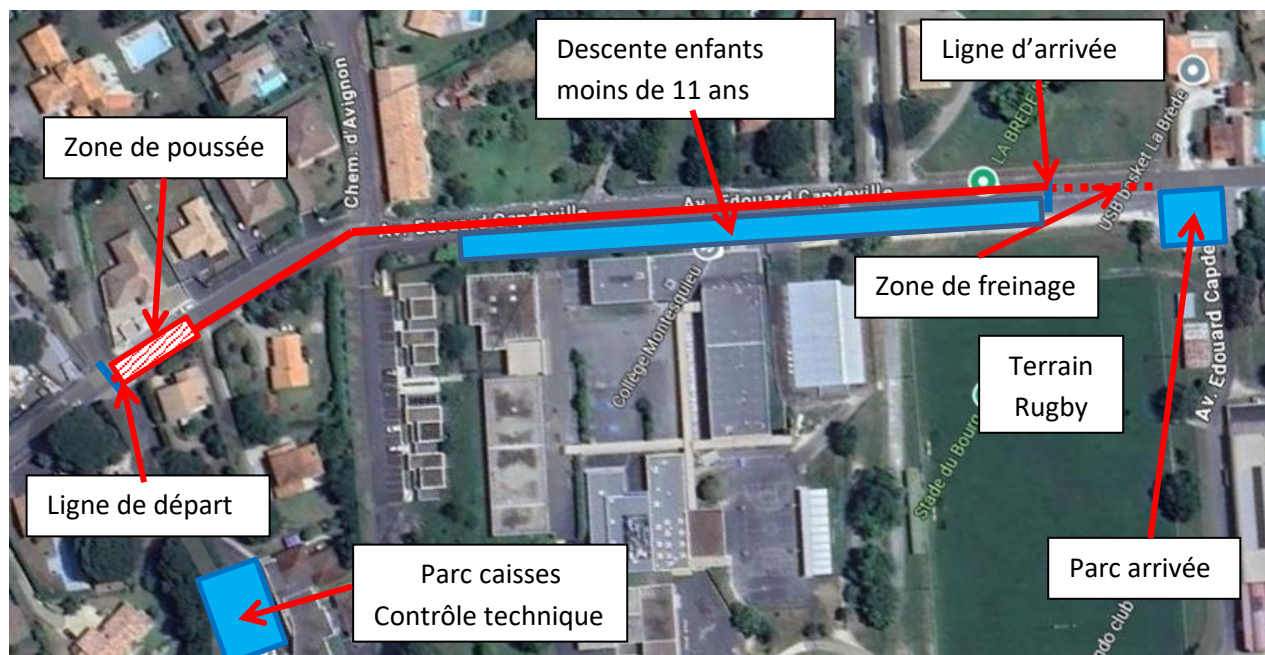 Descente enfants
moins de 11 ans
Ligne d’arrivée
Zone de poussée
Chem. d'Avignon
LA BREDE
USB basket La Brède
Av. Edouard Capdeville
Av. Edouard Capdeville
Zone de freinage
Collège Montesquieu
Terrain
Rugby
Av. Edouard Capde
Stade du Bourg
Ligne de départ
Parc caisses
Contrôle technique
Parc arrivée
ndo club